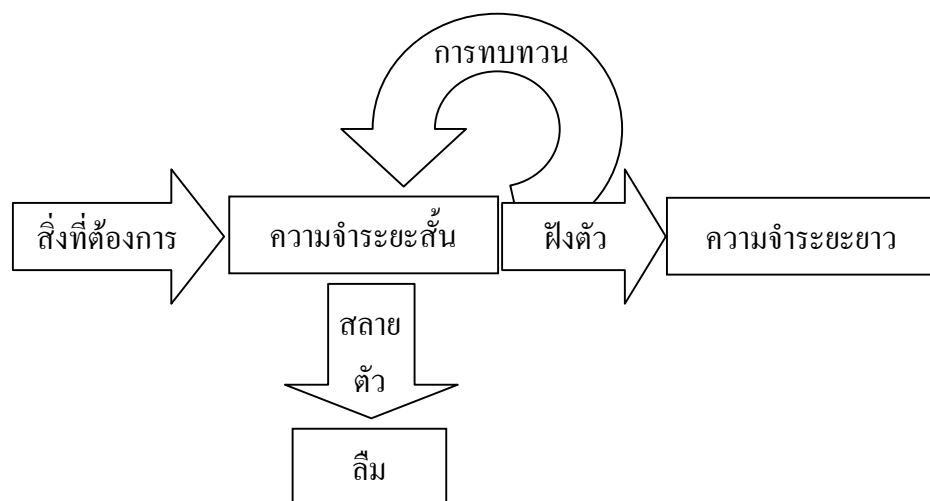 การทบทวน
สิ่งที่ต้องการ
ความจำระยะสั้น
ฝังตัว
ความจำระยะยาว
สลาย
ตัว
ลืม